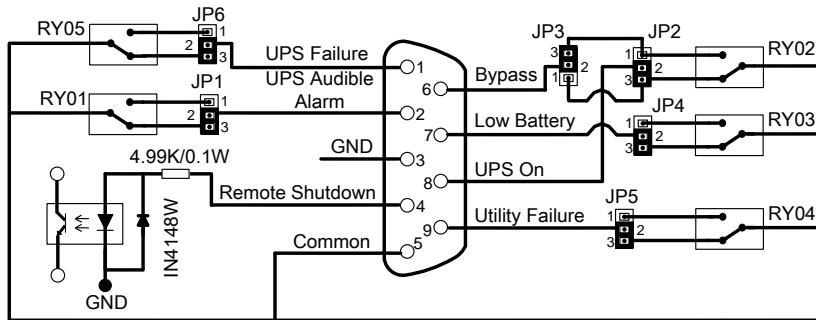 RY05
JP6
1
2
3
UPS Failure
UPS Audible
Alarm
RY01
JP1
1
2
3
GND
4.99K/0.1W
Remote Shutdown
IN4148W
GND
Common
1
2
3
4
5
6
7
8
9
Bypass
Low Battery
UPS On
Utility Failure
JP3
3
2
1
JP2
1
2
3
RY02
JP4
1
2
3
RY03
JP5
1
2
3
RY04